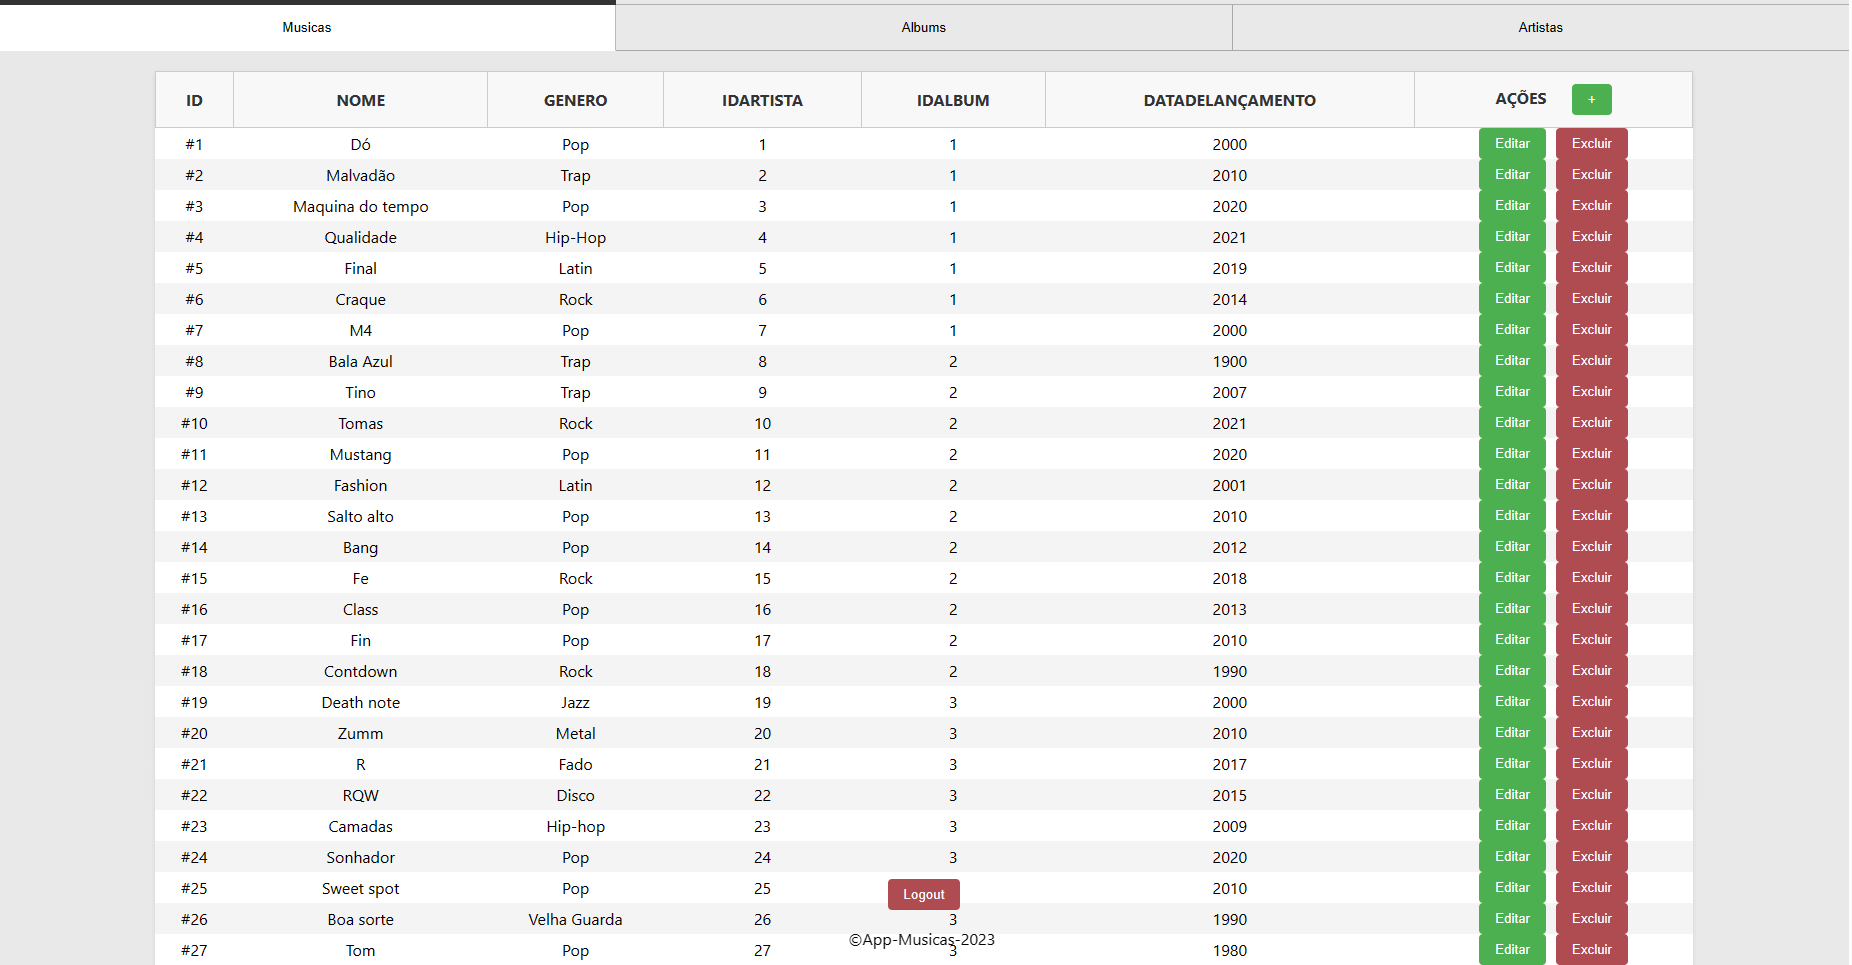 Musicas Albums Artistas
ID NOME GENERO IDARTISTA IDALBUM DATADELANÇAMENTO AÇÕES +
#1 Dó Pop 1 1 2000 Editar Excluir
#2 Malvadão Trap 2 1 2010 Editar Excluir
#3 Maquina do tempo Pop 3 1 2020 Editar Excluir
#4 Qualidade Hip-Hop 4 1 2021 Editar Excluir
#5 Final Latin 5 1 2019 Editar Excluir
#6 Craque Rock 6 1 2014 Editar Excluir
#7 M4 Pop 7 1 2000 Editar Excluir
#8 Bala Azul Trap 8 2 1900 Editar Excluir
#9 Tino Trap 9 2 2007 Editar Excluir
#10 Tomas Rock 10 2 2021 Editar Excluir
#11 Mustang Pop 11 2 2020 Editar Excluir
#12 Fashion Latin 12 2 2001 Editar Excluir
#13 Salto alto Pop 13 2 2010 Editar Excluir
#14 Bang Pop 14 2 2012 Editar Excluir
#15 Fe Rock 15 2 2018 Editar Excluir
#16 Class Pop 16 2 2013 Editar Excluir
#17 Fin Pop 17 2 2010 Editar Excluir
#18 Contdown Rock 18 2 1990 Editar Excluir
#19 Death note Jazz 19 3 2000 Editar Excluir
#20 Zumm Metal 20 3 2010 Editar Excluir
#21 R Fado 21 3 2017 Editar Excluir
#22 RQW Disco 22 3 2015 Editar Excluir
#23 Camadas Hip-hop 23 3 2009 Editar Excluir
#24 Sonhador Pop 24 3 2020 Editar Excluir
#25 Sweet spot Pop 25 2010 Editar Excluir
Logout
#26 Boa sorte Velha Guarda 26 3 1990 Editar Excluir
©App-Musicas-2023
#27 Tom Pop 27 3 1980 Editar Excluir